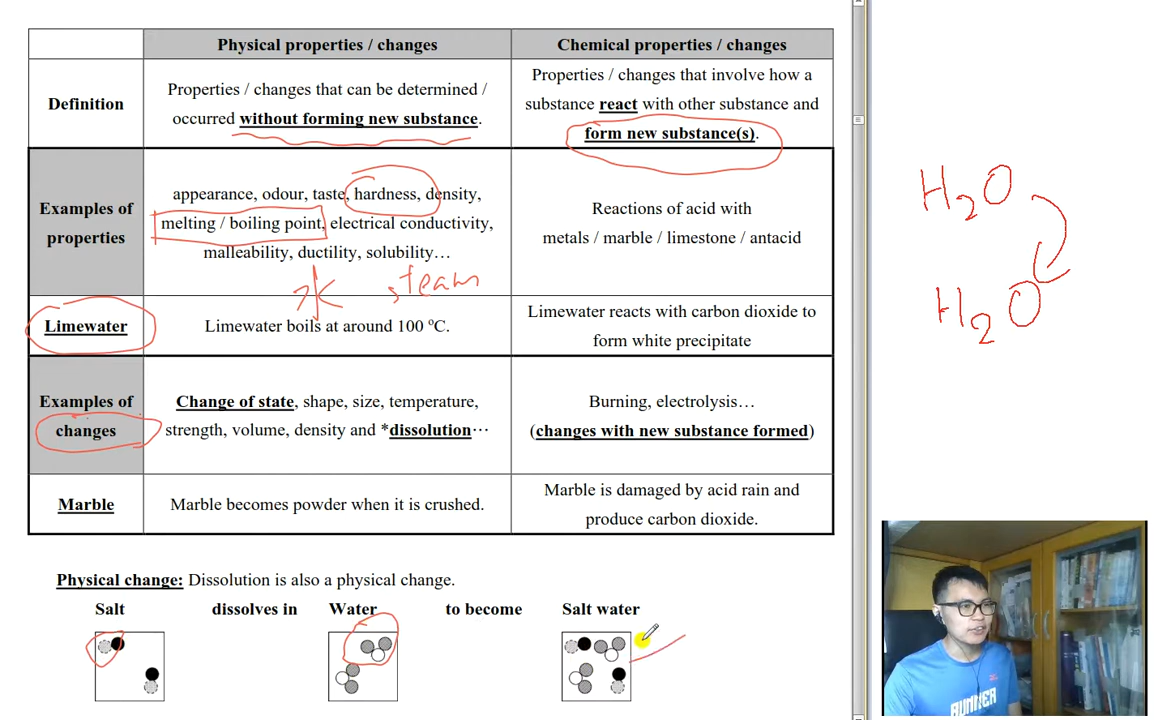 Physical properties / changes
Chemical properties / changes
Definition
Properties / changes that can be determined /
occurred without forming new substance.
Properties / changes that involve how a
substance react with other substance and
form new substance(s).
Examples of
properties
appearance, odour, taste, hardness, density,
melting / boiling point, electrical conductivity,
malleability, ductility, solubility…
Reactions of acid with
metals / marble / limestone / antacid
水 steam
Limewater
Limewater boils at around 100 °C.
Limewater reacts with carbon dioxide to
form white precipitate
Examples of
changes
Change of state, shape, size, temperature,
strength, volume, density and *dissolution…
Burning, electrolysis…
(changes with new substance formed)
Marble
Marble becomes powder when it is crushed.
Marble is damaged by acid rain and
produce carbon dioxide.
Physical change: Dissolution is also a physical change.
Salt dissolves in Water to become Salt water
H2O
H2O
RUNNER